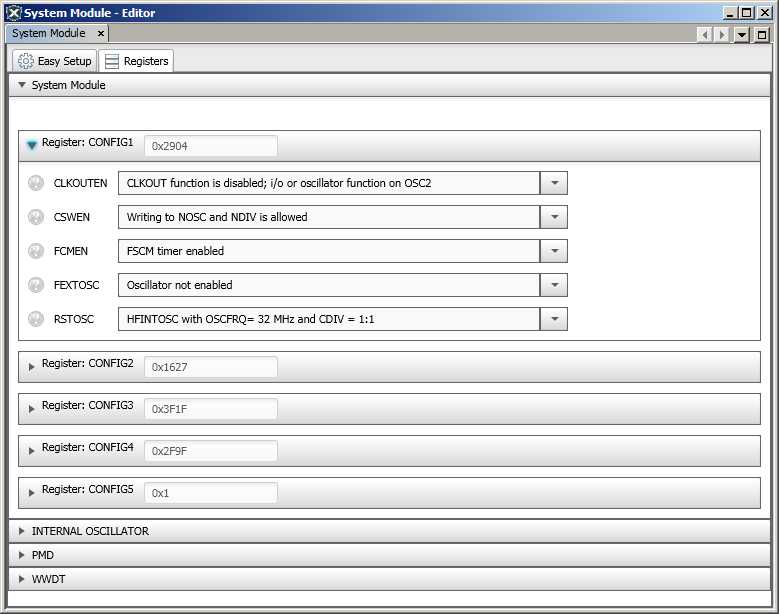 System Module - Editor
System Module
Easy Setup
Registers
System Module
Register: CONFIG1 0x2904
CLKOUTEN CLKOUT function is disabled; i/o or oscillator function on OSC2
CSWEN Writing to NOSC and NDIV is allowed
FCMEN FSCM timer enabled
FEXTOSC Oscillator not enabled
RSTOSC HFINTOSC with OSCFRQ= 32 MHz and CDIV = 1:1
Register: CONFIG2 0x1627
Register: CONFIG3 0x3F1F
Register: CONFIG4 0x2F9F
Register: CONFIG5 0x1
INTERNAL OSCILLATOR
PMD
WWDT